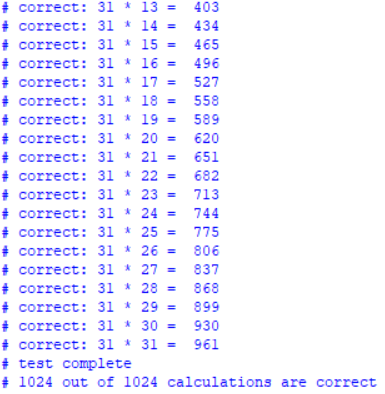 # correct: 31 * 13 =  403
# correct: 31 * 14 =  434
# correct: 31 * 15 =  465
# correct: 31 * 16 =  496
# correct: 31 * 17 =  527
# correct: 31 * 18 =  558
# correct: 31 * 19 =  589
# correct: 31 * 20 =  620
# correct: 31 * 21 =  651
# correct: 31 * 22 =  682
# correct: 31 * 23 =  713
# correct: 31 * 24 =  744
# correct: 31 * 25 =  775
# correct: 31 * 26 =  806
# correct: 31 * 27 =  837
# correct: 31 * 28 =  868
# correct: 31 * 29 =  899
# correct: 31 * 30 =  930
# correct: 31 * 31 =  961
# test complete
# 1024 out of 1024 calculations are correct